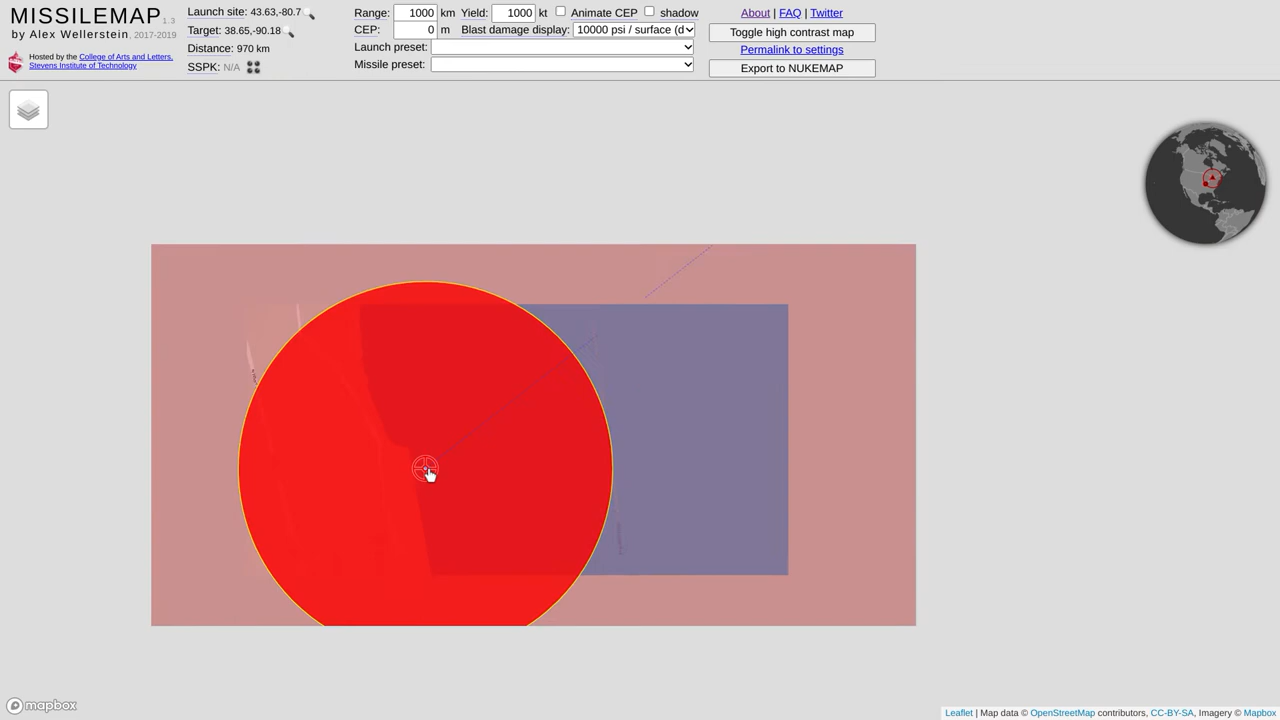 MISSILEMAP 1.3
by Alex Wellerstein, 2017-2019
Hosted by the College of Arts and Letters,
Stevens Institute of Technology
Launch site: 43.63,-80.7
Target: 38.65,-90.18
Distance: 970 km
SSPK: N/A
Range: 1000 km Yield: 1000 kt Animate CEP shadow
CEP: 0 m Blast damage display: 10000 psi / surface (d
Launch preset:
Missile preset:
About | FAQ | Twitter
Toggle high contrast map
Permalink to settings
Export to NUKEMAP
mapbox
Leaflet | Map data © OpenStreetMap contributors, CC-BY-SA, Imagery © Mapbox